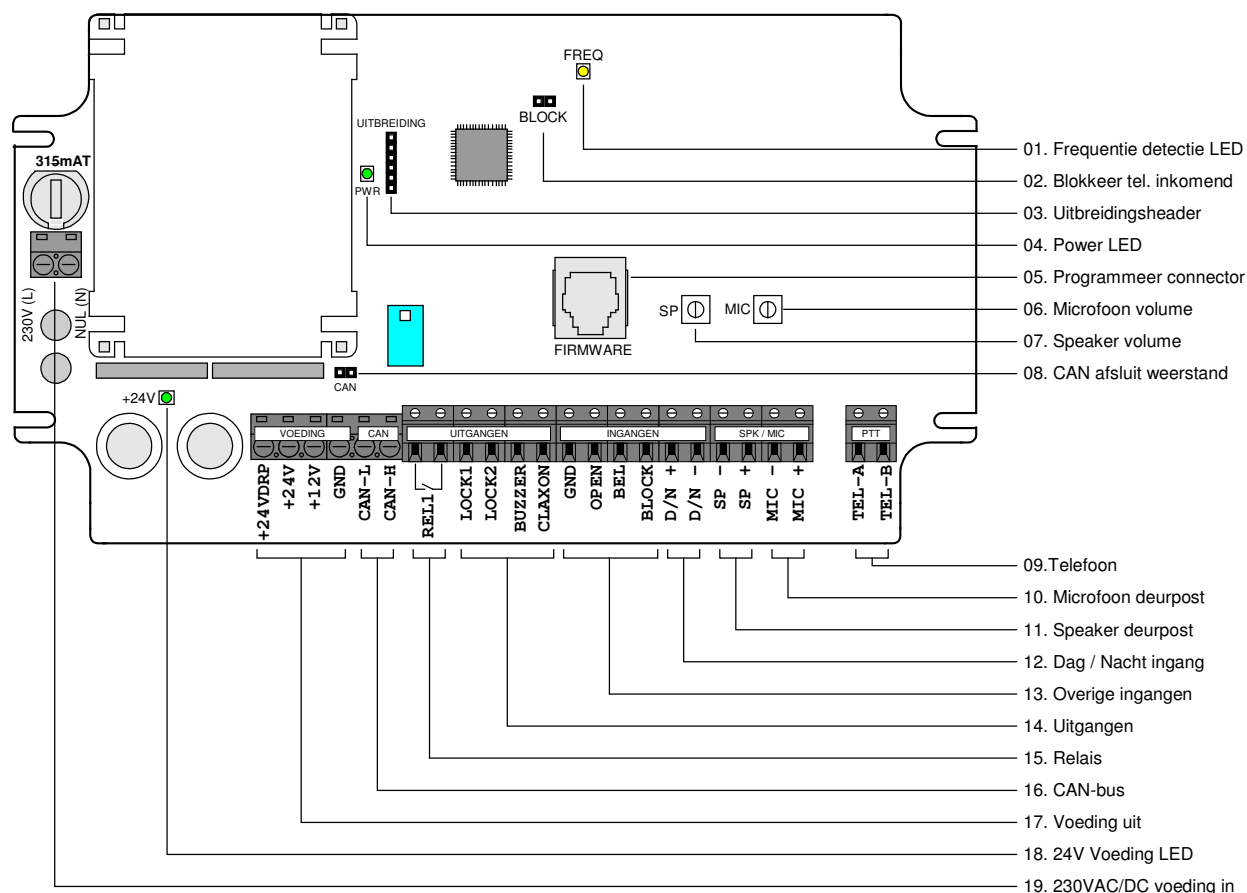 FREQ
BLOCK
UITBREIDING
315mAT
PWR
01. Frequentie detectie LED
02. Blokkeer tel. inkomend
03. Uitbreidingsheader
04. Power LED
05. Programmeer connector
06. Microfoon volume
07. Speaker volume
08. CAN afsluit weerstand
230V (L)
NUL (N)
SP
MIC
FIRMWARE
CAN
+24V
VOEDING
CAN
UITGANGEN
INGANGEN
SPK / MIC
PTT
+24VDRP
+24V
+12V
GND
CAN-L
CAN-H
REL1
LOCK1
LOCK2
BUZZER
CLAXON
GND
OPEN
BEL
BLOCK
D/N +
D/N -
SP -
SP +
MIC -
MIC +
TEL-A
TEL-B
09.Telefoon
10. Microfoon deurpost
11. Speaker deurpost
12. Dag / Nacht ingang
13. Overige ingangen
14. Uitgangen
15. Relais
16. CAN-bus
17. Voeding uit
18. 24V Voeding LED
19. 230VAC/DC voeding in